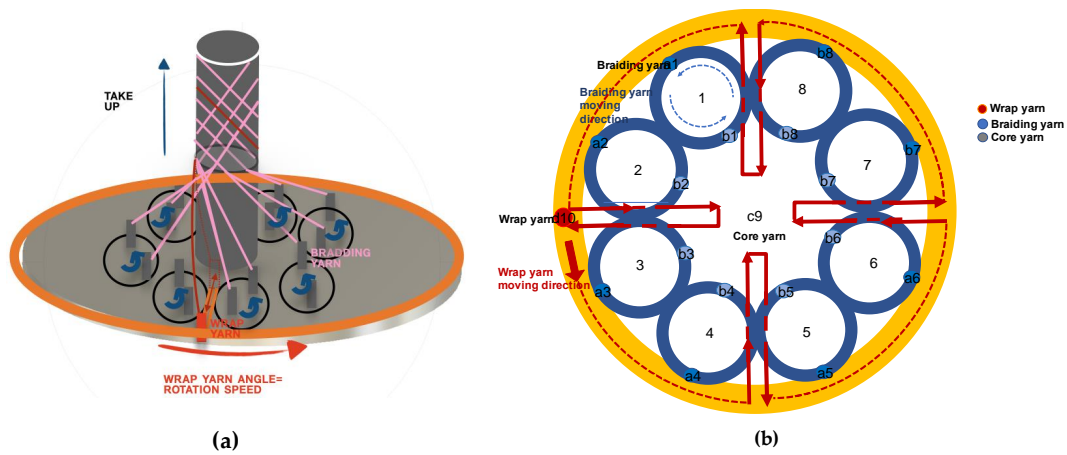 TAKE
UP
BRADDING
YARN
WRAP
YARN
WRAP YARN ANGLE=
ROTATION SPEED
(a)
b)
Braiding yarn
a1
Braiding yarn
moving
direction
1
b1
8
b8
b8
a2
2
b2
7
b7
b7
Wrap yarn
d10
c9
Core yarn
Wrap yarn
moving direction
3
b3
a3
6
b6
a6
4
b4
a4
5
b5
a5
Wrap yarn
Braiding yarn
Core yarn
(b)